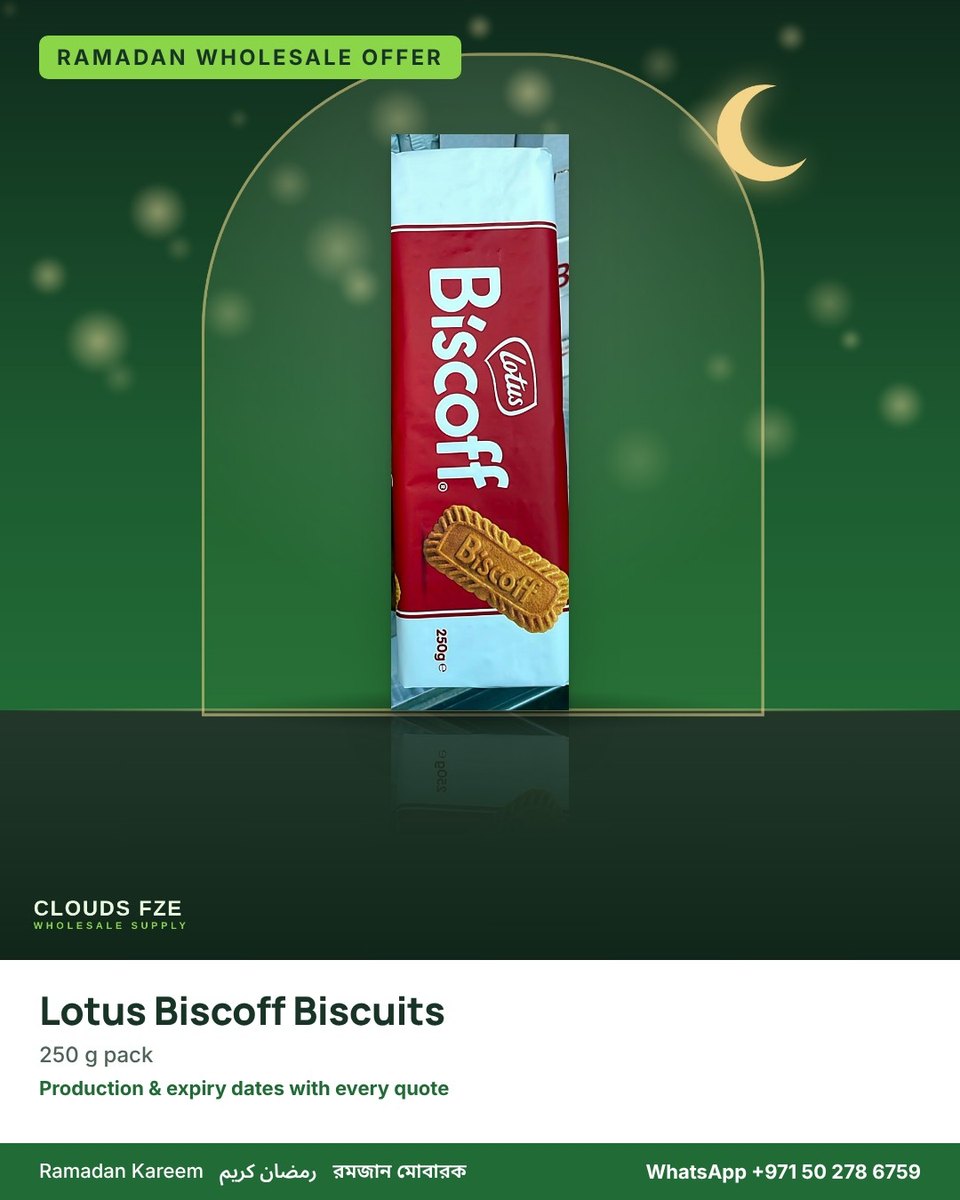 RAMADAN WHOLESALE OFFER
Lotus
Biscoff
Biscoff
250g e
CLOUDS FZE
WHOLESALE SUPPLY
Lotus Biscoff Biscuits
250 g pack
Production & expiry dates with every quote
Ramadan Kareem رمضان كريم রমজান মোবারক
WhatsApp +971 50 278 6759